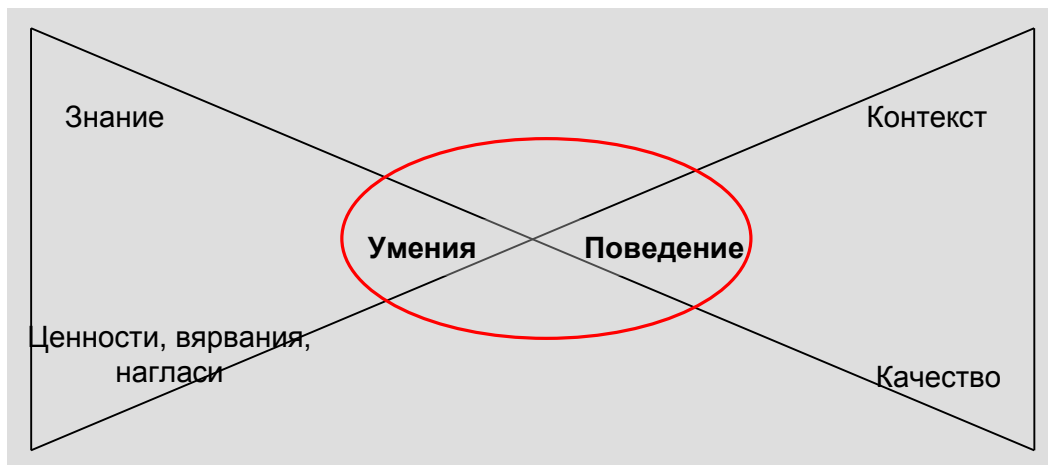 Знание
Контекст
Умения
Поведение
Ценности, вярвания,
нагласи
Качество